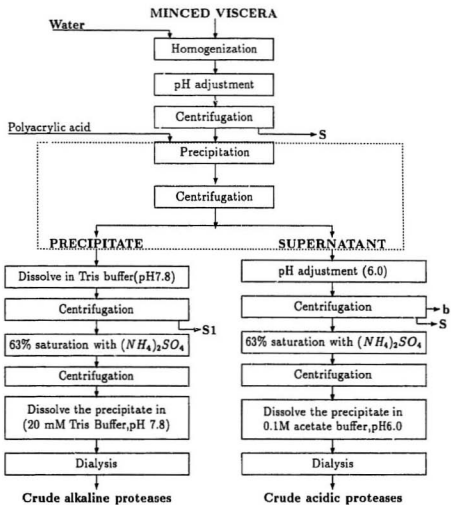 MINCED VISCERA
Water
Homogenization
pH adjustment
Centrifugation
S
Polyacrylic acid
Precipitation
Centrifugation
PRECIPITATE
Dissolve in Tris buffer(pH7.8)
Centrifugation
S1
63% saturation with (NH₄)₂SO₄
Centrifugation
Dissolve the precipitate in
(20 mM Tris Buffer,pH 7.8)
Dialysis
Crude alkaline proteases
SUPERNATANT
pH adjustment (6.0)
Centrifugation
b
S
63% saturation with (NH₄)₂SO₄
Centrifugation
Dissolve the precipitate in
0.1M acetate buffer,pH6.0
Dialysis
Crude acidic proteases